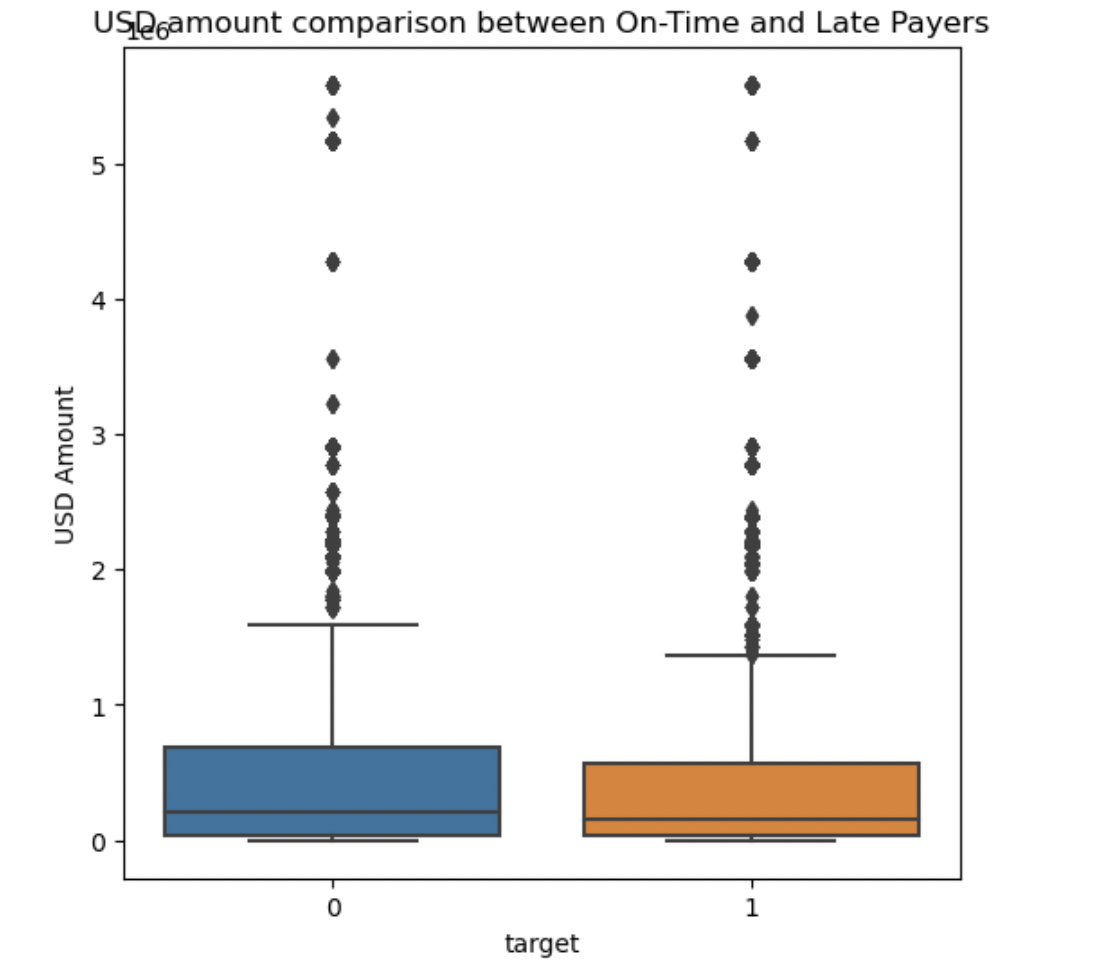 USD amount comparison between On-Time and Late Payers
1e6
5
4
3
2
1
0
USD Amount
0 1
target